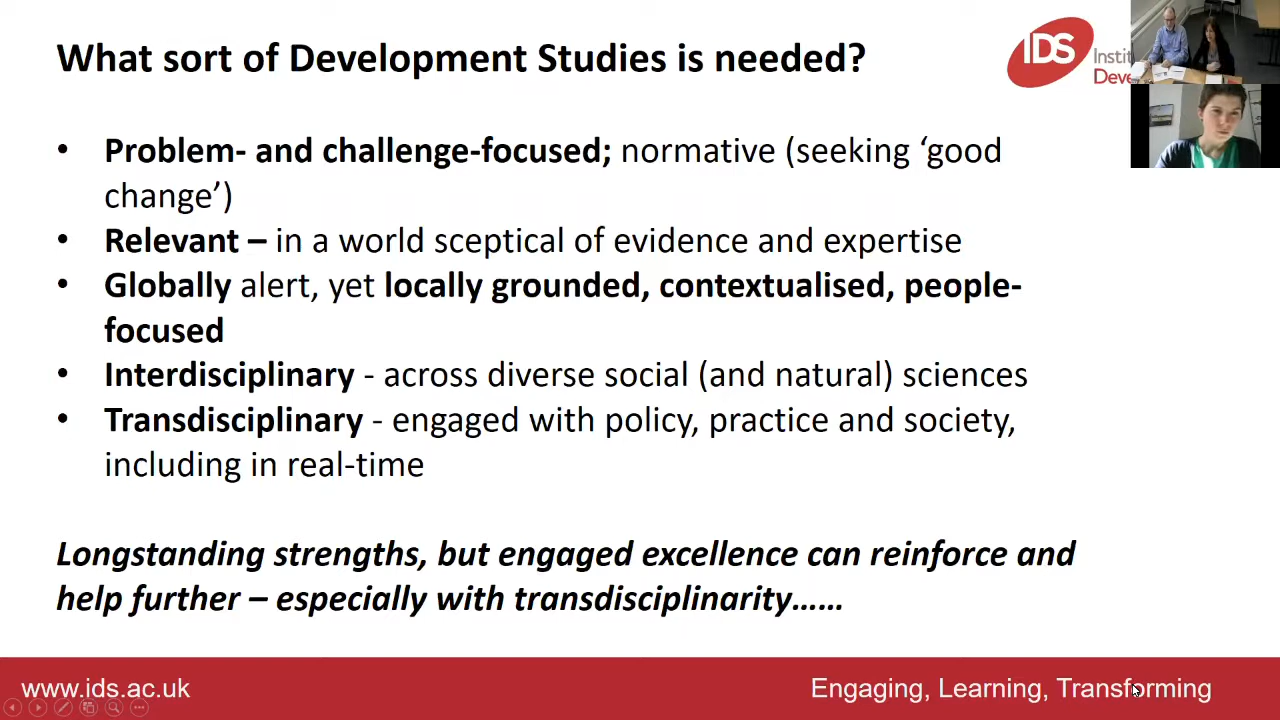 What sort of Development Studies is needed?
IDS
Instit
Deve
• Problem- and challenge-focused; normative (seeking ‘good
change’)
• Relevant – in a world sceptical of evidence and expertise
• Globally alert, yet locally grounded, contextualised, people-
focused
• Interdisciplinary - across diverse social (and natural) sciences
• Transdisciplinary - engaged with policy, practice and society,
including in real-time
Longstanding strengths, but engaged excellence can reinforce and
help further – especially with transdisciplinarity……
www.ids.ac.uk
Engaging, Learning, Transforming